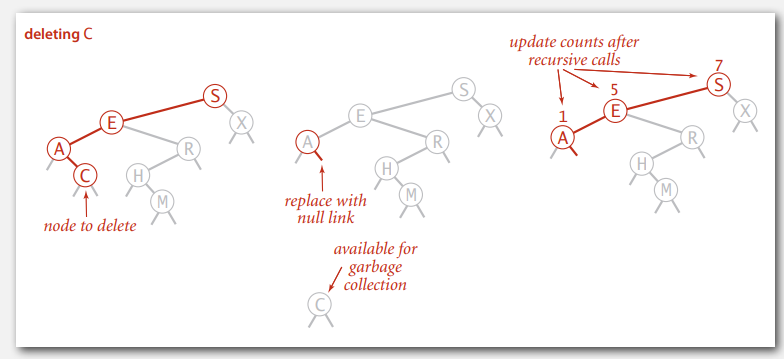 deleting C
S
E
X
A
R
C
H
M
node to delete
S
E
X
A
R
H
M
replace with
null link
available for
garbage
collection
C
update counts after
recursive calls
7
S
5
E
X
1
A
R
H
M